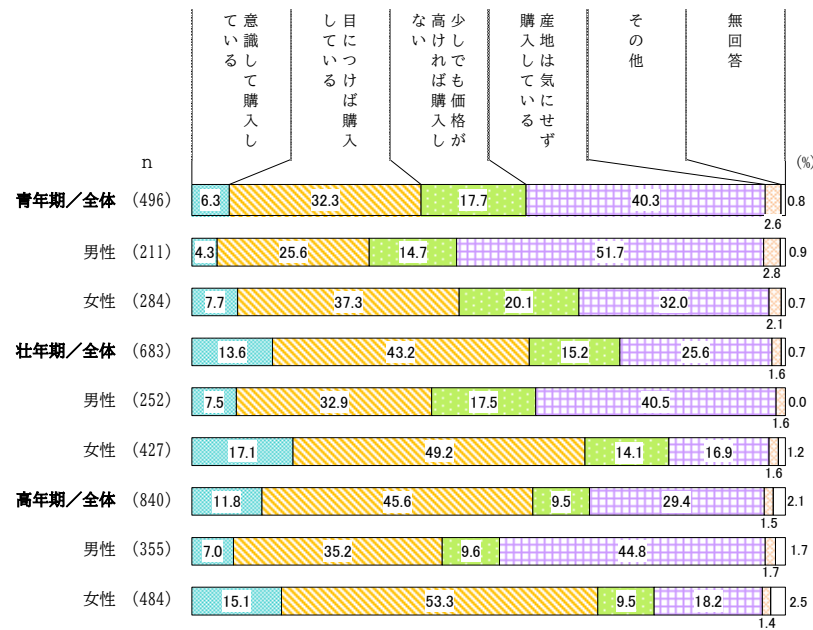 意識して購入し
ている
目につけば購入
している
少しでも価格が
高ければ購入し
ない
産地は気にせず
購入している
その他
無回答
n
(%)
青年期／全体 (496) 6.3 32.3 17.7 40.3 2.6 0.8
男性 (211) 4.3 25.6 14.7 51.7 2.8 0.9
女性 (284) 7.7 37.3 20.1 32.0 2.1 0.7
壮年期／全体 (683) 13.6 43.2 15.2 25.6 1.6 0.7
男性 (252) 7.5 32.9 17.5 40.5 1.6 0.0
女性 (427) 17.1 49.2 14.1 16.9 1.6 1.2
高年期／全体 (840) 11.8 45.6 9.5 29.4 1.5 2.1
男性 (355) 7.0 35.2 9.6 44.8 1.7 1.7
女性 (484) 15.1 53.3 9.5 18.2 1.4 2.5